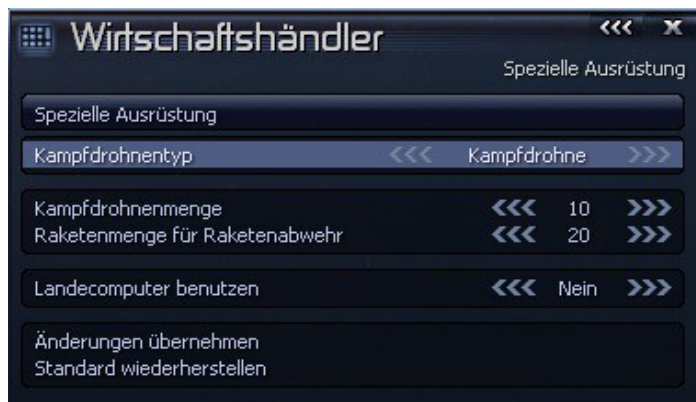 Wirtschaftshändler <<< X
Spezielle Ausrüstung
Spezielle Ausrüstung
Kampfdrohnentyp <<< Kampfdrohne >>>
Kampfdrohnenmenge <<< 10 >>>
Raketenmenge für Raketenabwehr <<< 20 >>>
Landecomputer benutzen <<< Nein >>>
Änderungen übernehmen
Standard wiederherstellen